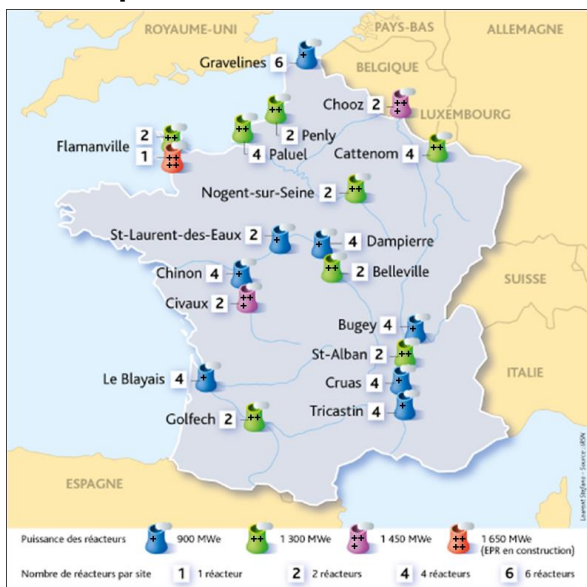 ROYAUME-UNI
PAYS-BAS
ALLEMAGNE
Gravelines 6
BELGIQUE
Chooz 2
LUXEMBOURG
2 Penly
Flamanville 2
1
4 Paluel
Cattenom 4
Nogent-sur-Seine 2
St-Laurent-des-Eaux 2
4 Dampierre
Chinon 4
2 Belleville
SUISSE
Civaux 2
Bugey 4
St-Alban 2
ITALIE
Le Blayais 4
Cruas 4
Golfech 2
Tricastin 4
ESPAGNE
Laurent Stefano - Source : IRSN
Puissance des réacteurs 900 MWe 1 300 MWe 1 450 MWe 1 650 MWe
(EPR en construction)
Nombre de réacteurs par site 1 1 réacteur 2 2 réacteurs 4 4 réacteurs 6 6 réacteurs